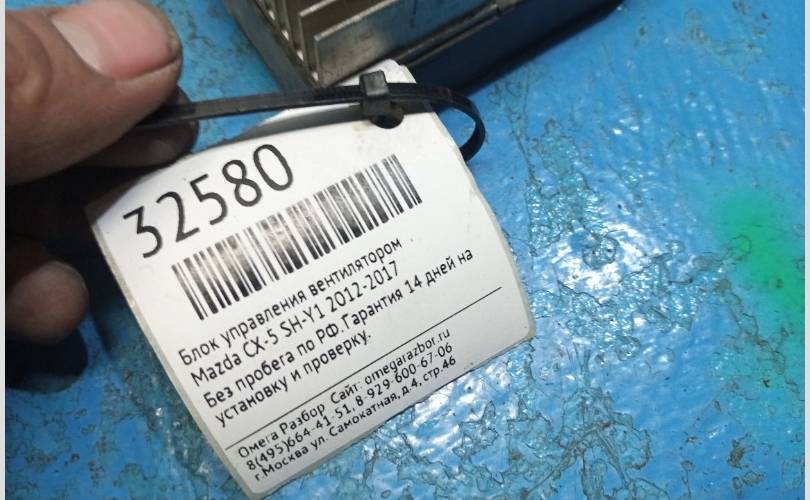 32580
Блок управления вентилятором
Mazda CX-5 SH-Y1 2012-2017
Без пробега по РФ.Гарантия 14 дней на
установку и проверку.
Омега Разбор Сайт: omegarazbor.ru
8(495)664-41-51, 8-929-600-67-06
г.Москва ул. Самокатная, д.4, стр.46